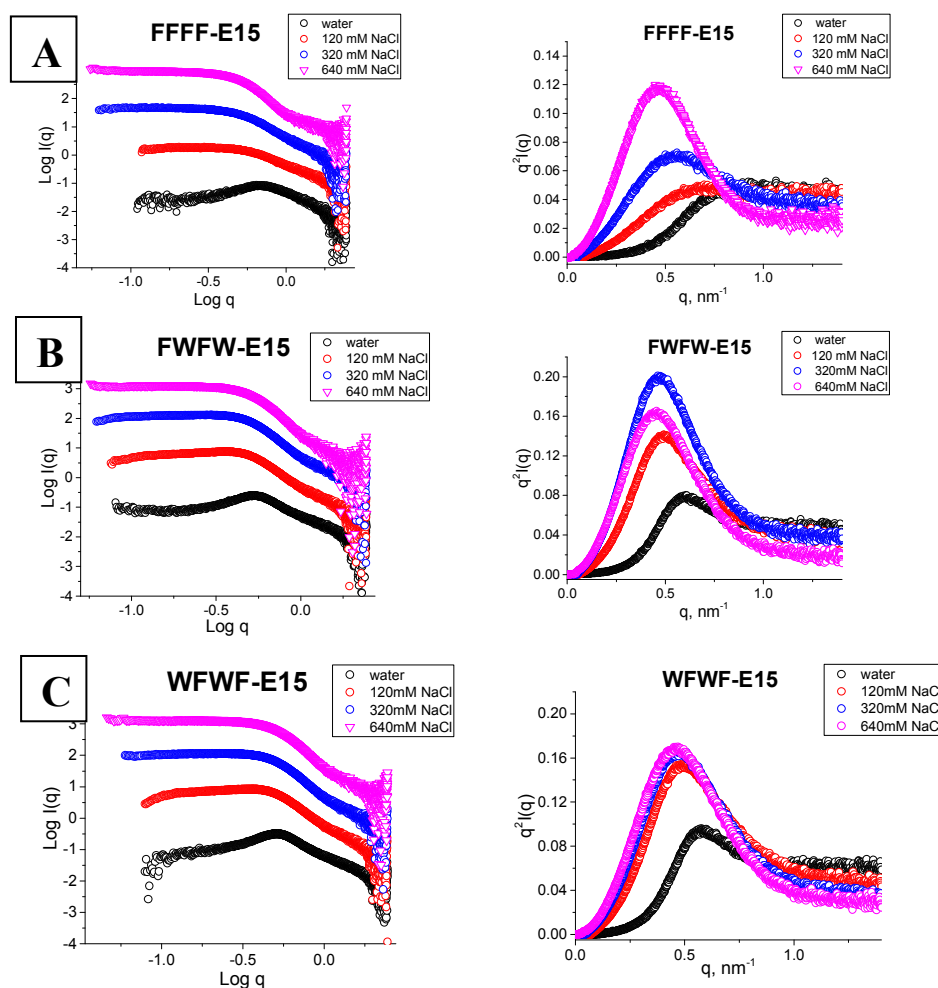 A
FFFF-E15
water
120 mM NaCl
320 mM NaCl
640 mM NaCl
Log I(q)
2
1
0
-1
-2
-3
-4
-1.0
-0.5
0.0
Log q
FFFF-E15
water
120 mM NaCl
320 mM NaCl
640 mM NaCl
q²I(q)
0.12
0.10
0.08
0.06
0.04
0.02
0.00
0.0
0.5
1.0
q, nm⁻¹
B
FWFW-E15
water
120 mM NaCl
320 mM NaCl
640 mM NaCl
Log I(q)
3
2
1
0
-1
-2
-3
-4
-1.0
-0.5
0.0
Log q
FWFW-E15
water
120 mM NaCl
320mM NaCl
640mM NaCl
q²I(q)
0.20
0.16
0.12
0.08
0.04
0.00
0.0
0.5
1.0
q, nm⁻¹
C
WFWF-E15
water
120mM NaCl
320mM NaCl
640mM NaCl
Log I(q)
3
2
1
0
-1
-2
-3
-4
-1.0
-0.5
0.0
Log q
WFWF-E15
water
120mM NaCl
320mM NaCl
640mM NaCl
q²I(q)
0.20
0.16
0.12
0.08
0.04
0.00
0.0
0.5
1.0
q, nm⁻¹